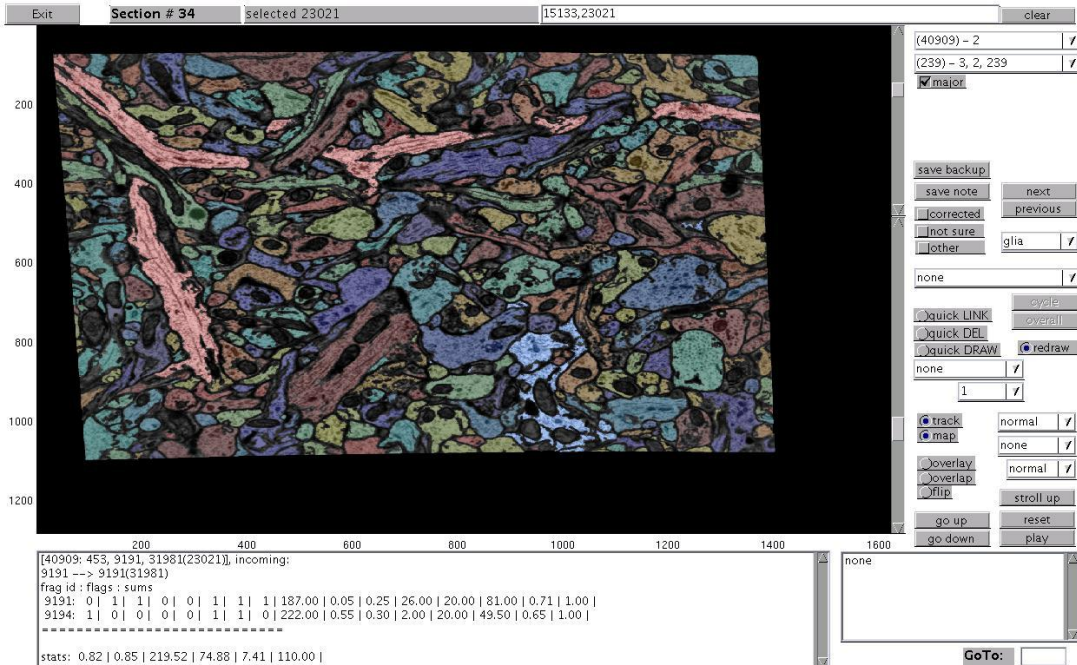 Exit
Section # 34
selected 23021
15133,23021
clear
(40909) – 2
(239) – 3, 2, 239
major
save backup
save note
next
previous
corrected
not sure
other
glia
none
cycle
overall
quick LINK
quick DEL
quick DRAW
redraw
none
1
track
map
normal
none
overlay
overlap
flip
normal
stroll up
go up
reset
go down
play
200
400
600
800
1000
1200
200
400
600
800
1000
1200
1400
1600
[40909: 453, 9191, 31981(23021)], incoming:
9191 --> 9191(31981)
frag id : flags : sums
9191: 0| 1| 1| 0| 0| 1| 1| 1| 187.00 | 0.05 | 0.25 | 26.00 | 20.00 | 81.00 | 0.71 | 1.00 |
9194: 1| 0| 0| 0| 0| 1| 1| 0| 222.00 | 0.55 | 0.30 | 2.00 | 20.00 | 49.50 | 0.65 | 1.00 |
=============================
stats: 0.82 | 0.85 | 219.52 | 74.88 | 7.41 | 110.00 |
none
GoTo: